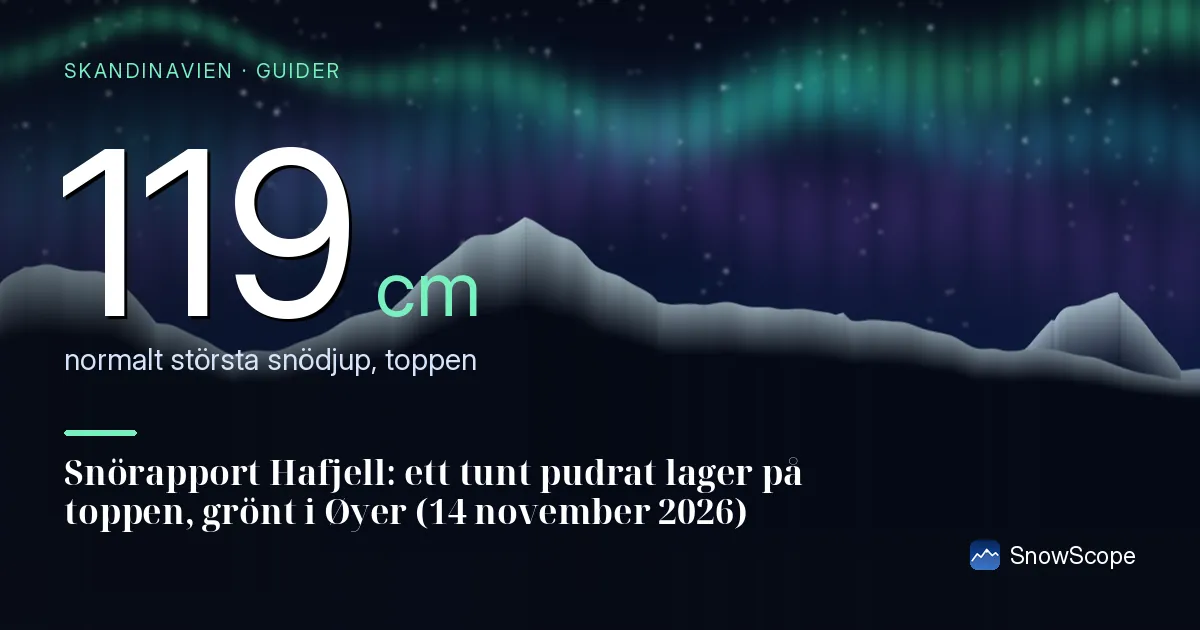 SKANDINAVIEN · GUIDER
119 cm
normalt största snödjup, toppen
Snörapport Hafjell: ett tunt pudrat lager på
toppen, grönt i Øyer (14 november 2026)
SnowScope